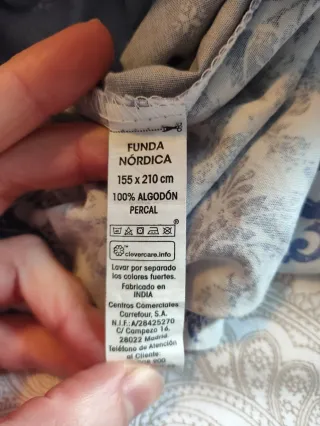 FUNDA
NÓRDICA
155 x 210 cm
100% ALGODÓN
PERCAL
clevercare.info
Lavar por separado
los colores fuertes.
Fabricado en
INDIA
Centros Comerciales
Carrefour, S.A.
N.I.F.:A/28425270
C/ Campezo 16.
28022 Madrid
Teléfono de Atención
al Cliente: